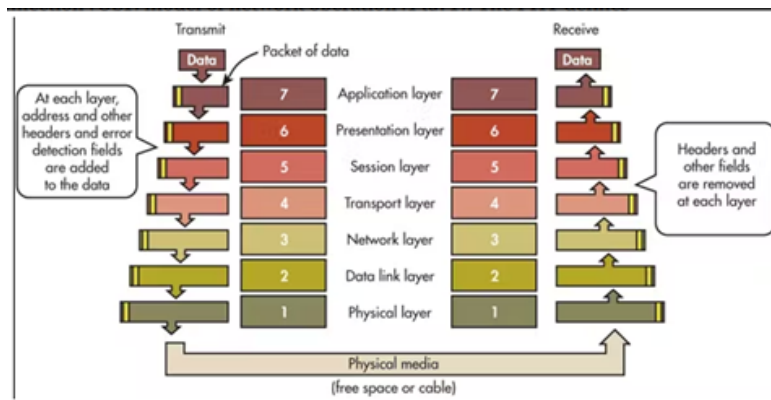 Transmit
Receive
Data
Packet of data
Data
7
Application layer
7
At each layer,
address and other
headers and error
detection fields
are added
to the data
6
Presentation layer
6
5
Session layer
5
Headers and
other fields
are removed
at each layer
4
Transport layer
4
3
Network layer
3
2
Data link layer
2
1
Physical layer
1
Physical media
(free space or cable)